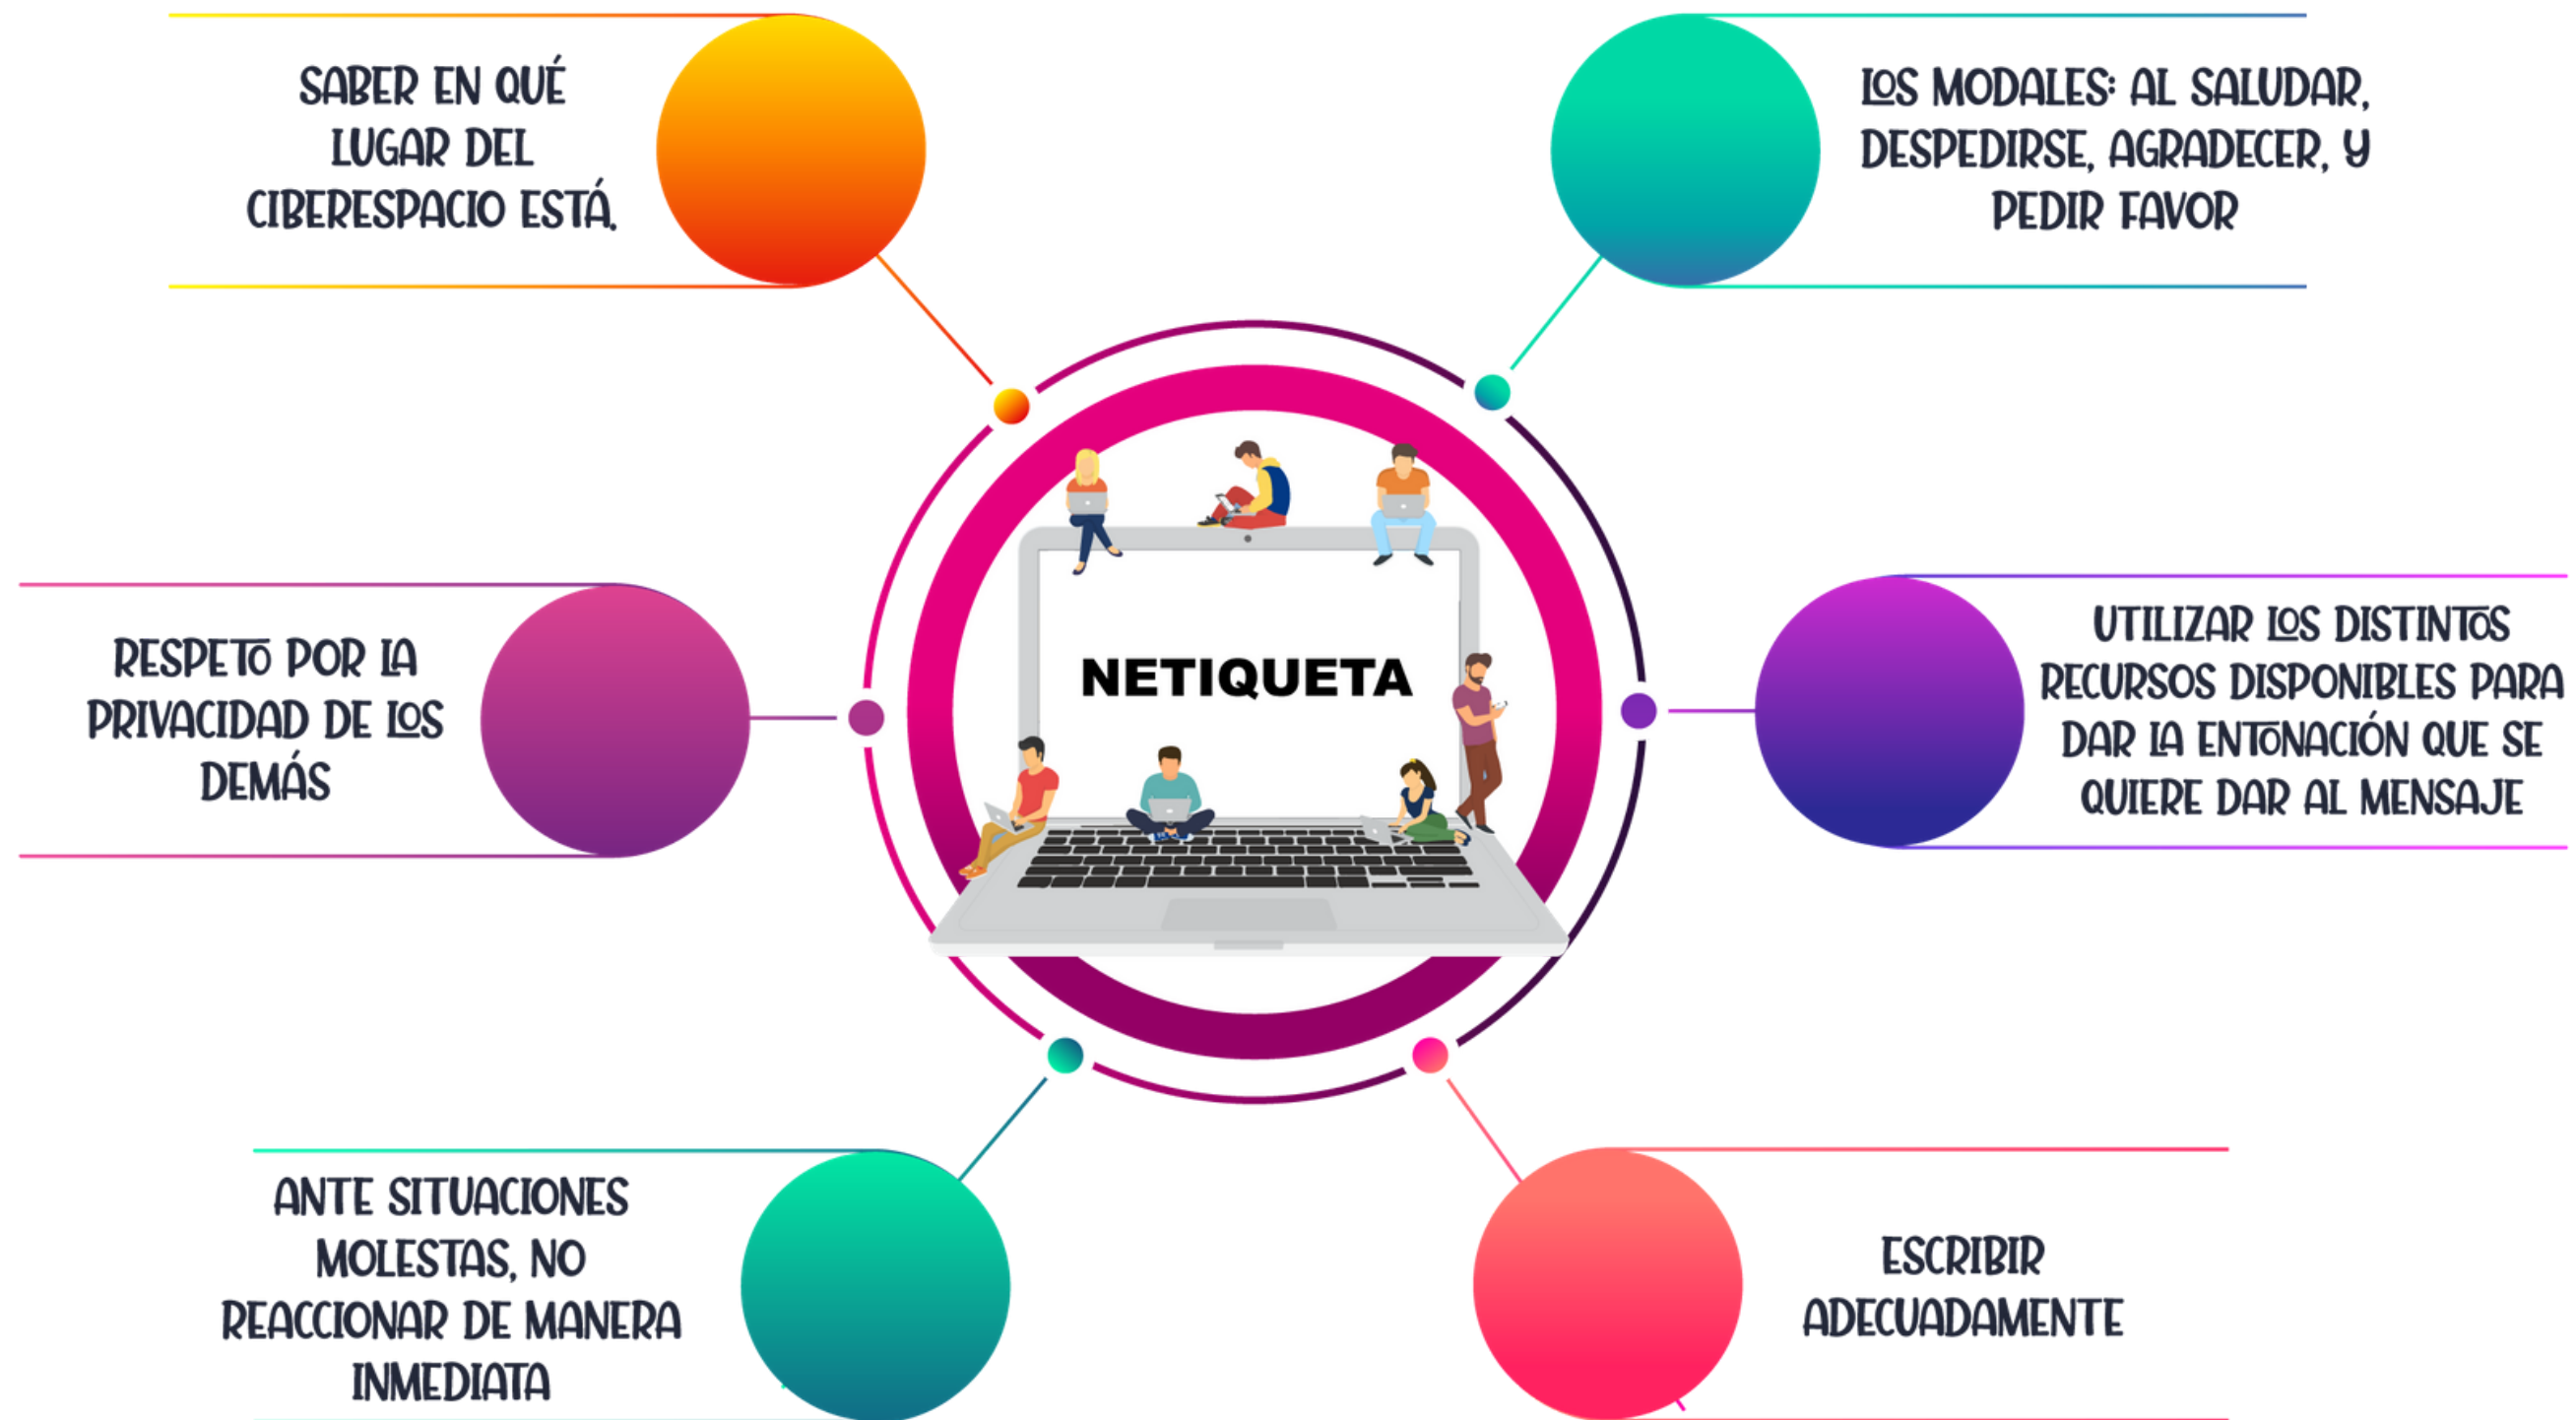 SABER EN QUÉ
LUGAR DEL
CIBERESPACIO ESTÁ.
LOS MODALES: AL SALUDAR,
DESPEDIRSE, AGRADECER, Y
PEDIR FAVOR
RESPETO POR LA
PRIVACIDAD DE LOS
DEMÁS
NETIQUETA
UTILIZAR LOS DISTINTOS
RECURSOS DISPONIBLES PARA
DAR LA ENTONACIÓN QUE SE
QUIERE DAR AL MENSAJE
ANTE SITUACIONES
MOLESTAS, NO
REACCIONAR DE MANERA
INMEDIATA
ESCRIBIR
ADECUADAMENTE